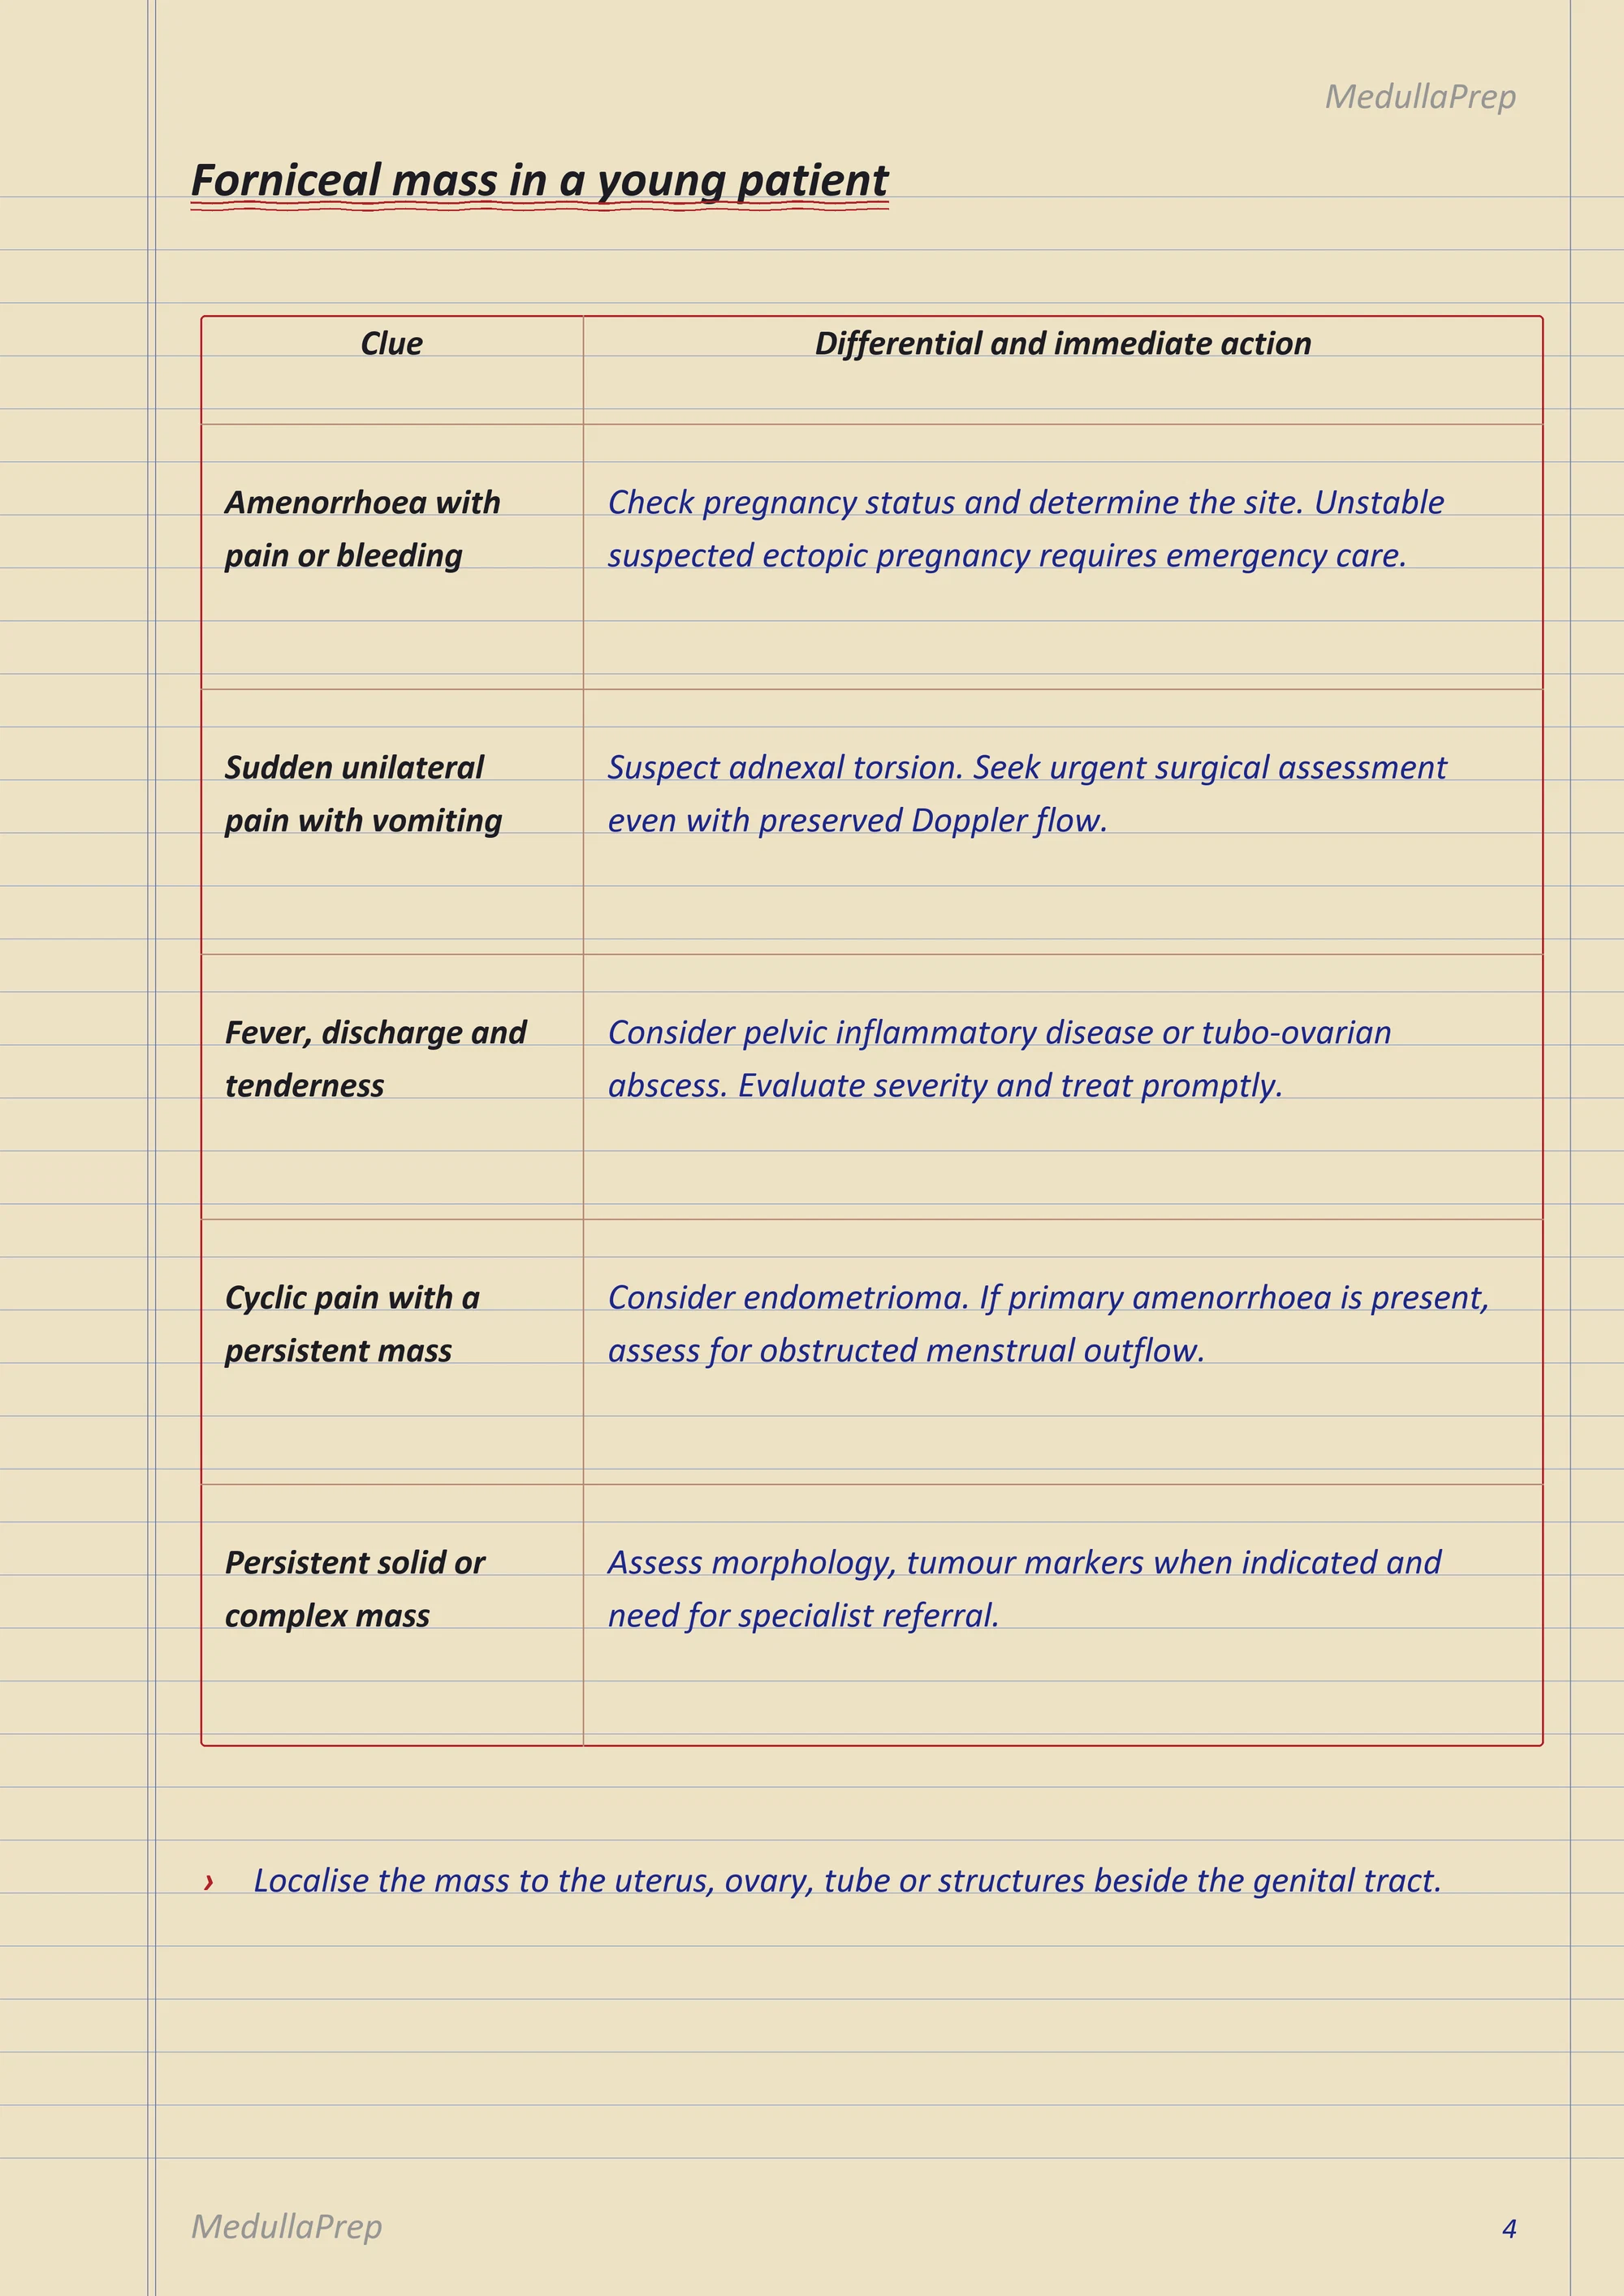 MedullaPrep
Forniceal mass in a young patient
Clue
Differential and immediate action
Amenorrhoea with
pain or bleeding
Check pregnancy status and determine the site. Unstable
suspected ectopic pregnancy requires emergency care.
Sudden unilateral
pain with vomiting
Suspect adnexal torsion. Seek urgent surgical assessment
even with preserved Doppler flow.
Fever, discharge and
tenderness
Consider pelvic inflammatory disease or tubo-ovarian
abscess. Evaluate severity and treat promptly.
Cyclic pain with a
persistent mass
Consider endometrioma. If primary amenorrhoea is present,
assess for obstructed menstrual outflow.
Persistent solid or
complex mass
Assess morphology, tumour markers when indicated and
need for specialist referral.
› Localise the mass to the uterus, ovary, tube or structures beside the genital tract.
MedullaPrep
4